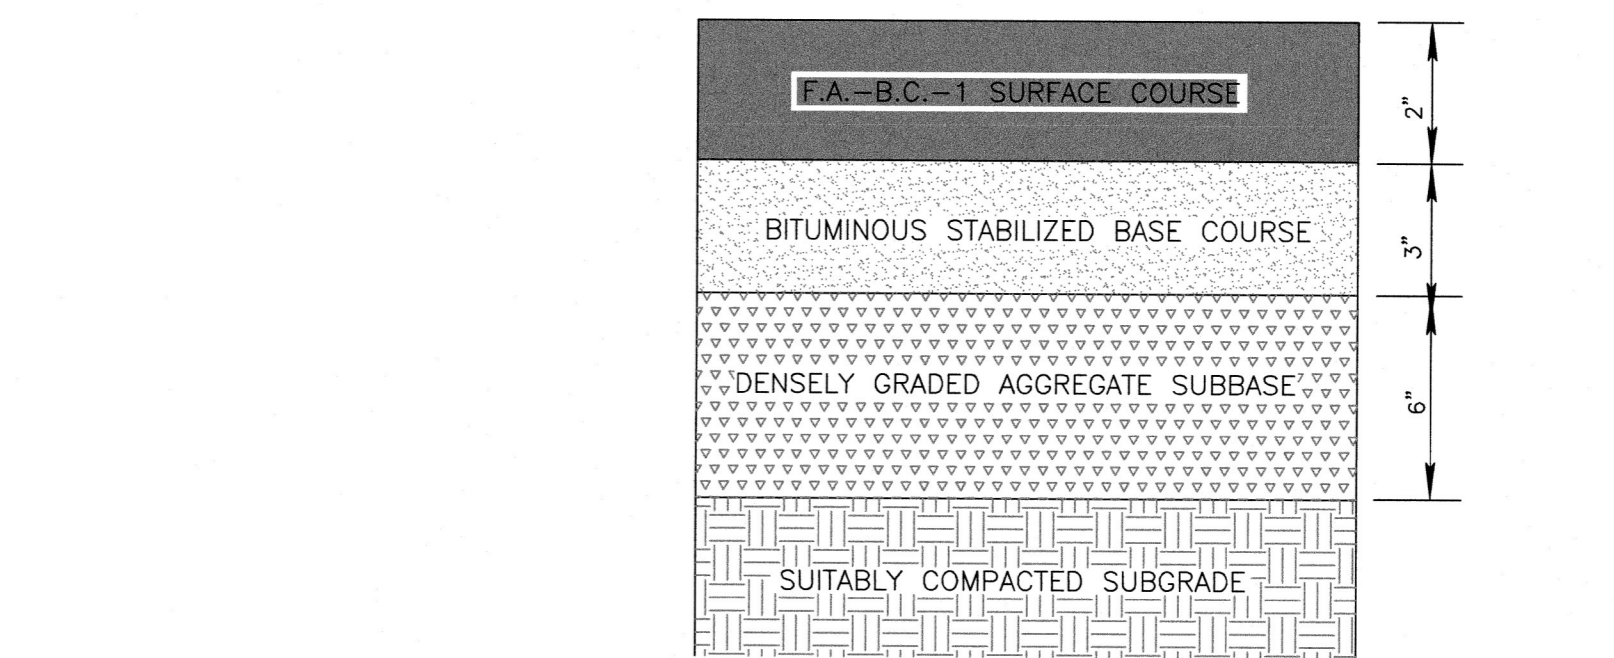 F.A.-B.C.-1 SURFACE COURSE
2"
BITUMINOUS STABILIZED BASE COURSE
3"
DENSELY GRADED AGGREGATE SUBBASE
6"
SUITABLY COMPACTED SUBGRADE